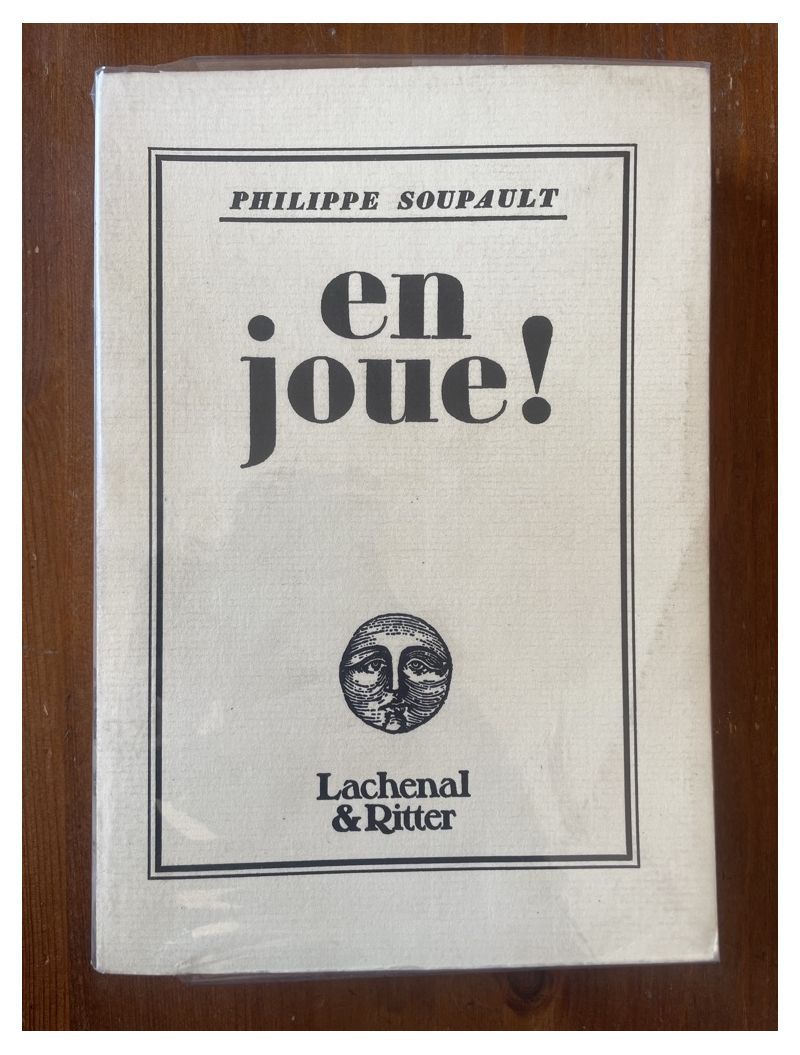 PHILIPPE SOUPAULT
en
joue!
Lachenal
& Ritter